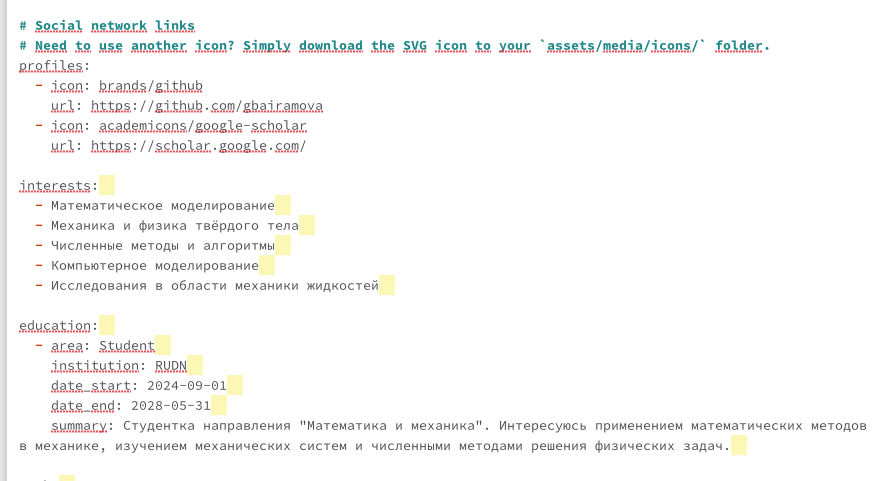 # Social network links
# Need to use another icon? Simply download the SVG icon to your `assets/media/icons/` folder.
profiles:
  - icon: brands/github
    url: https://github.com/gbairamova
  - icon: academicons/google-scholar
    url: https://scholar.google.com/
interests:
  - Математическое моделирование
  - Механика и физика твёрдого тела
  - Численные методы и алгоритмы
  - Компьютерное моделирование
  - Исследования в области механики жидкостей
education:
  - area: Student
    institution: RUDN
    date_start: 2024-09-01
    date_end: 2028-05-31
    summary: Студентка направления "Математика и механика". Интересуюсь применением математических методов
в механике, изучением механических систем и численными методами решения физических задач.